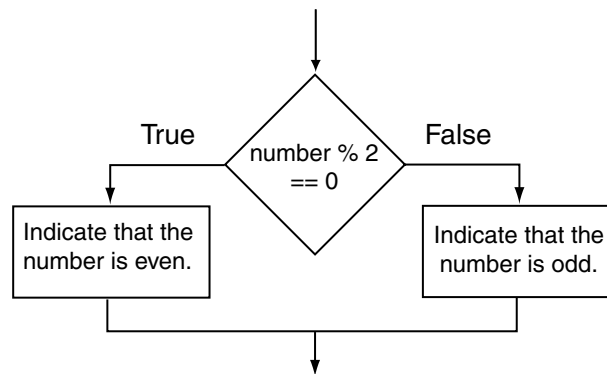 True
False
number % 2
== 0
Indicate that the
number is even.
Indicate that the
number is odd.